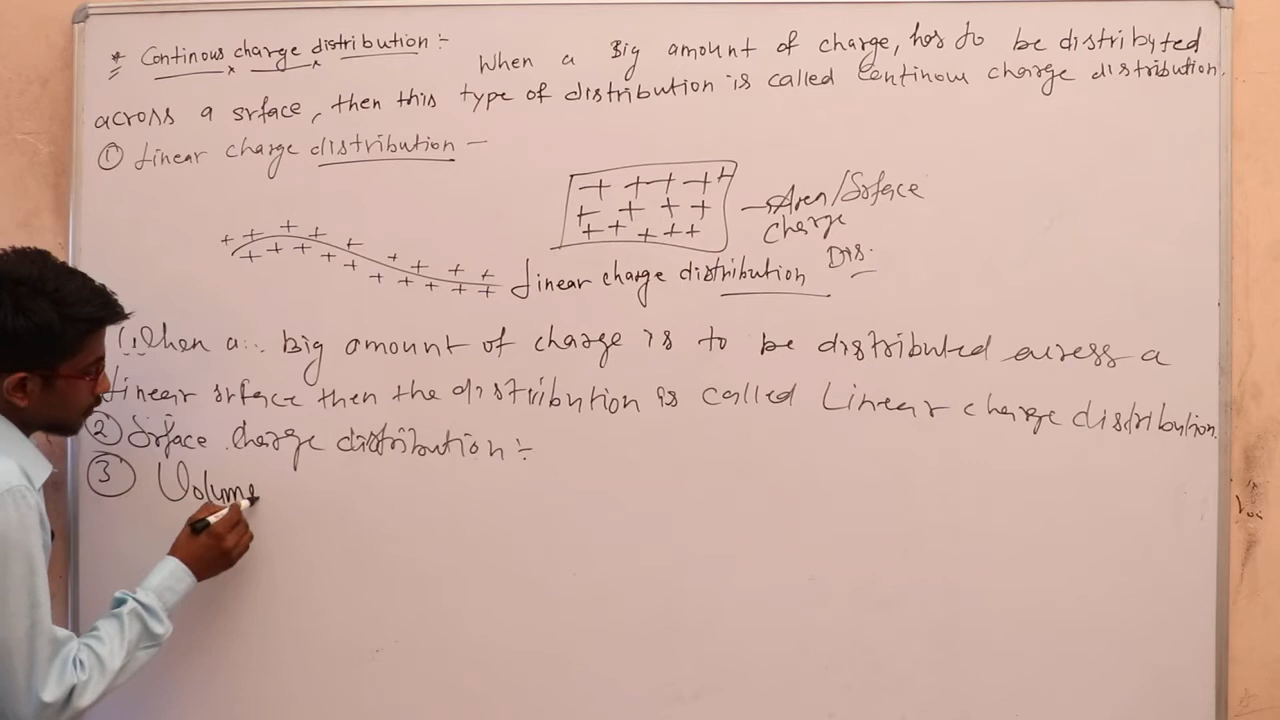 * Continous charge distribution :- When a Big amount of charge, has to be distributed
across a srface, then this type of distribution is called Continous charge distribution.
① Linear charge distribution -
Area/Srface
Charge
Dis.
Linear charge distribution
When a Big amount of charge is to be distributed across a
Linear srface then the distribution is called Linear charge distribution.
② Srface charge distribution :-
③ Volume